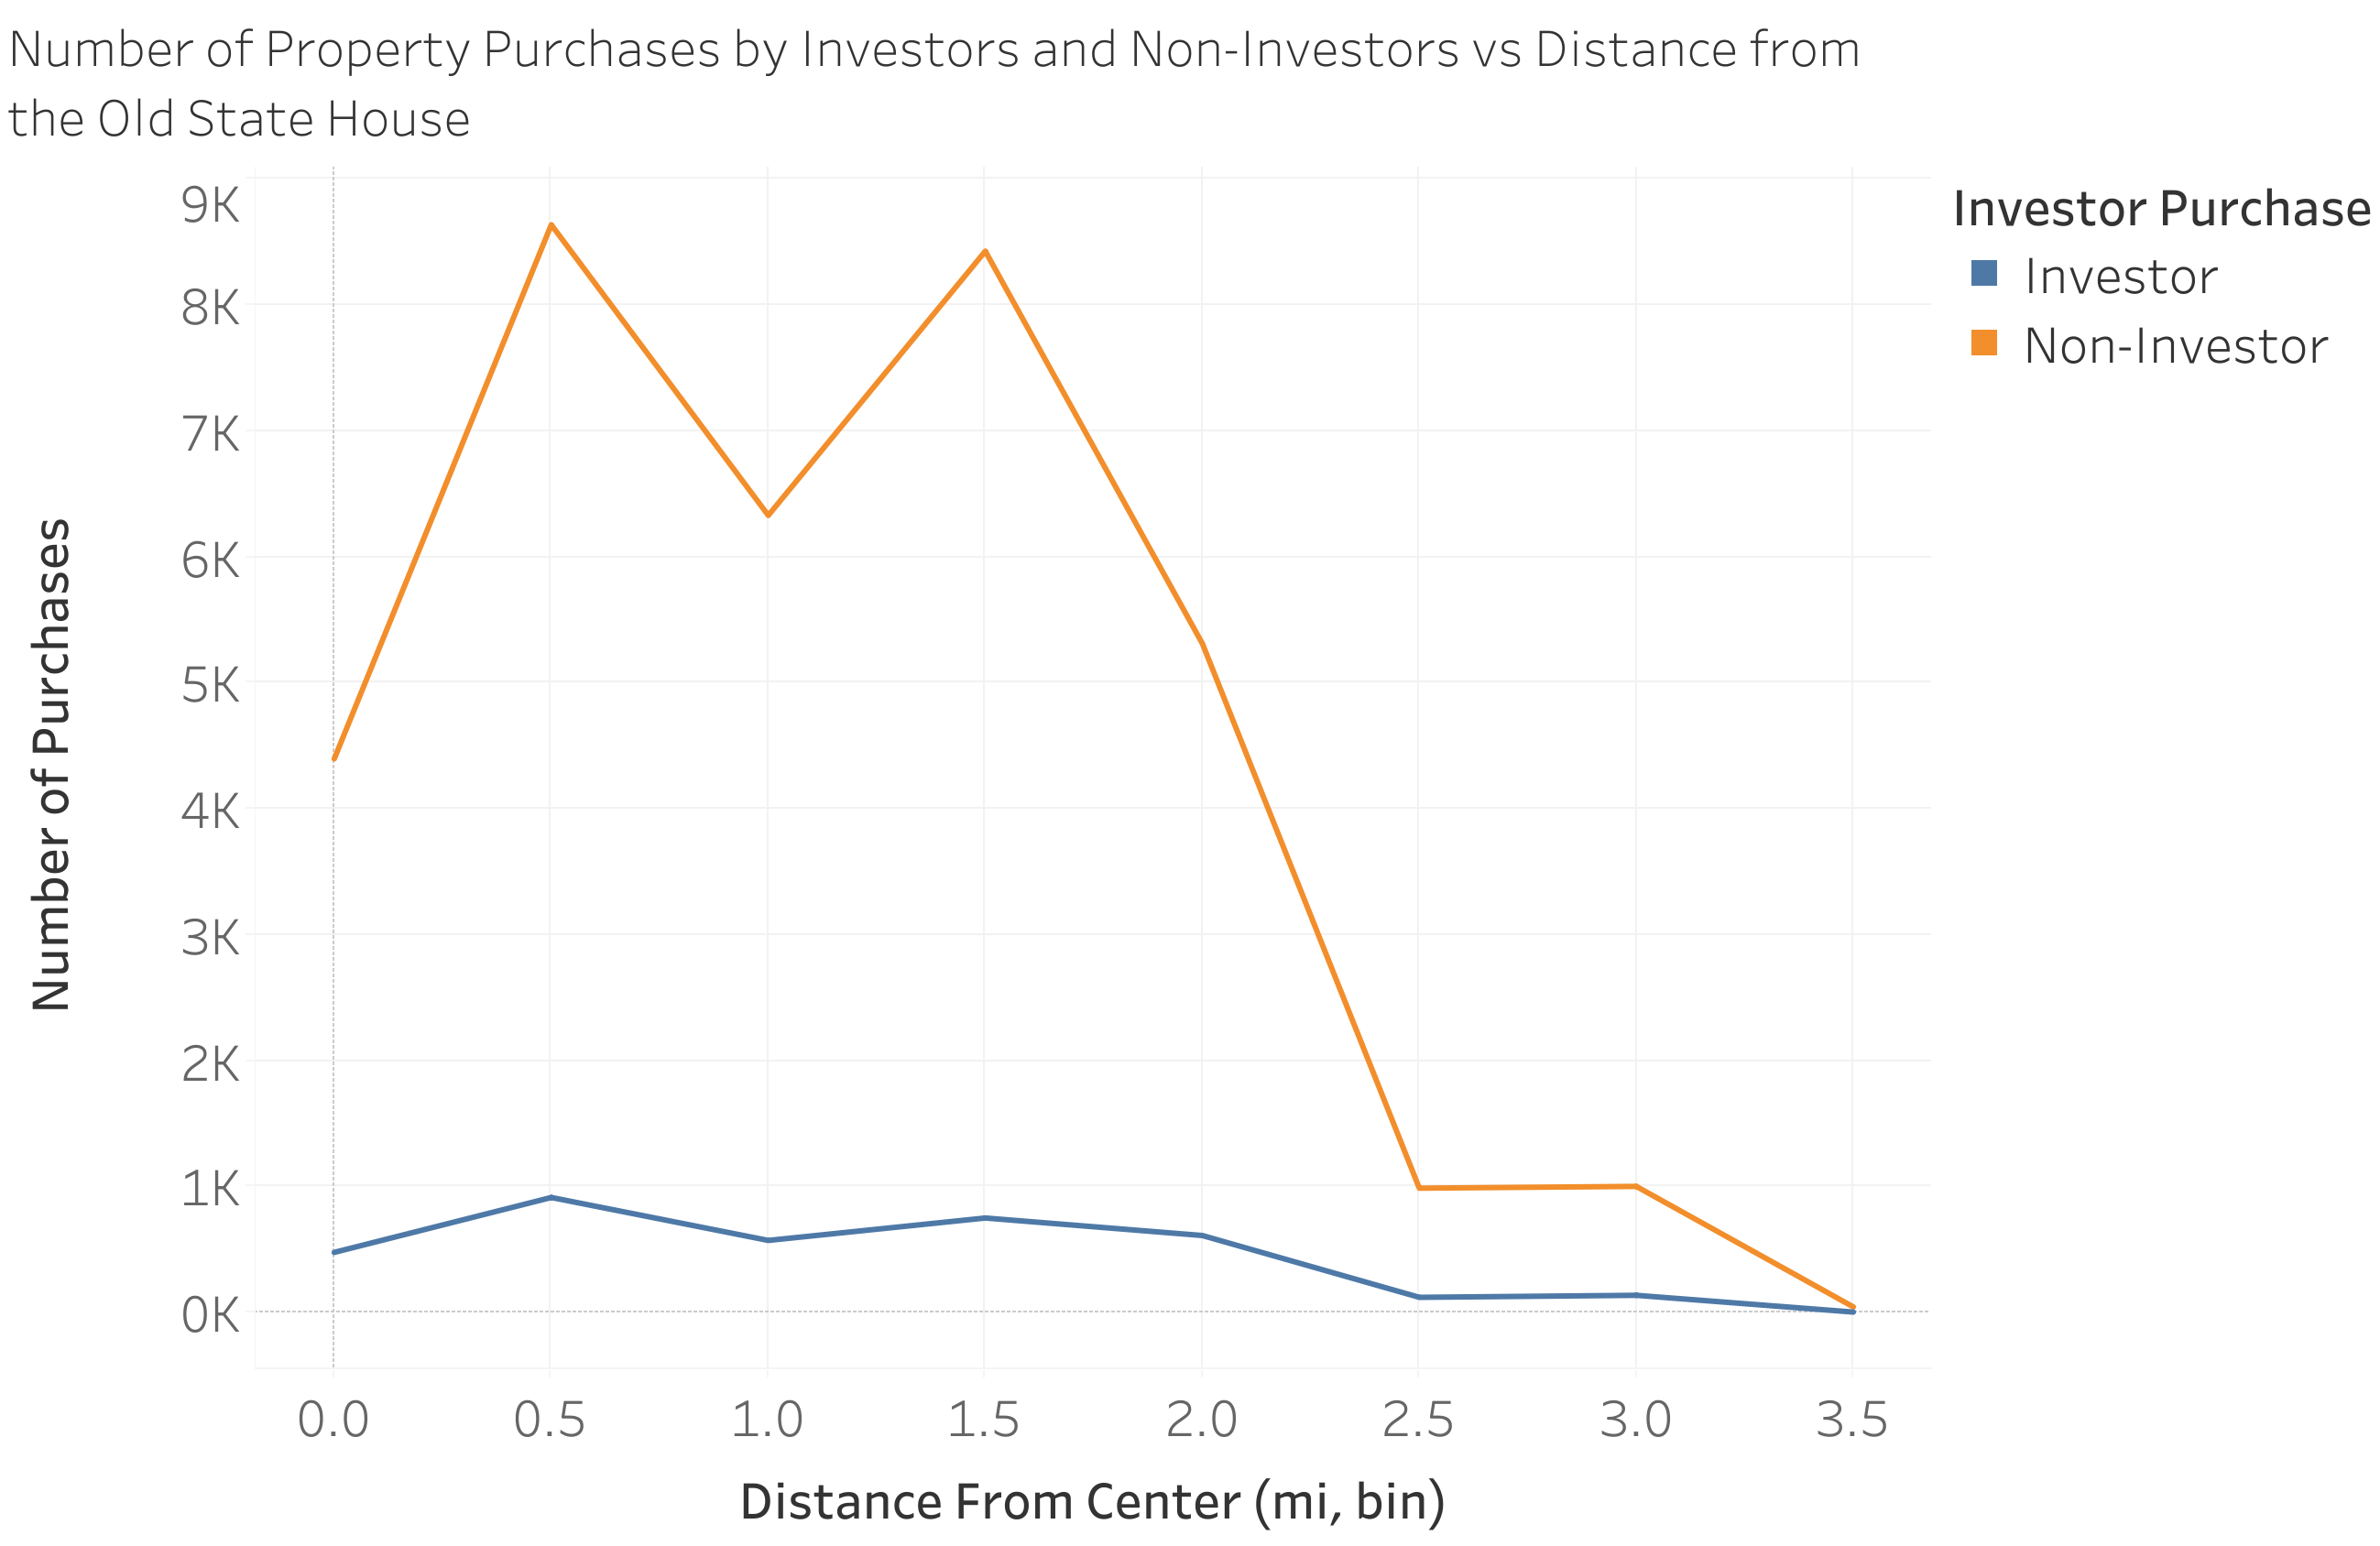 Number of Property Purchases by Investors and Non-Investors vs Distance from
the Old State House
Investor Purchase
Investor
Non-Investor
Number of Purchases
9K
8K
7K
6K
5K
4K
3K
2K
1K
0K
0.0 0.5 1.0 1.5 2.0 2.5 3.0 3.5
Distance From Center (mi, bin)